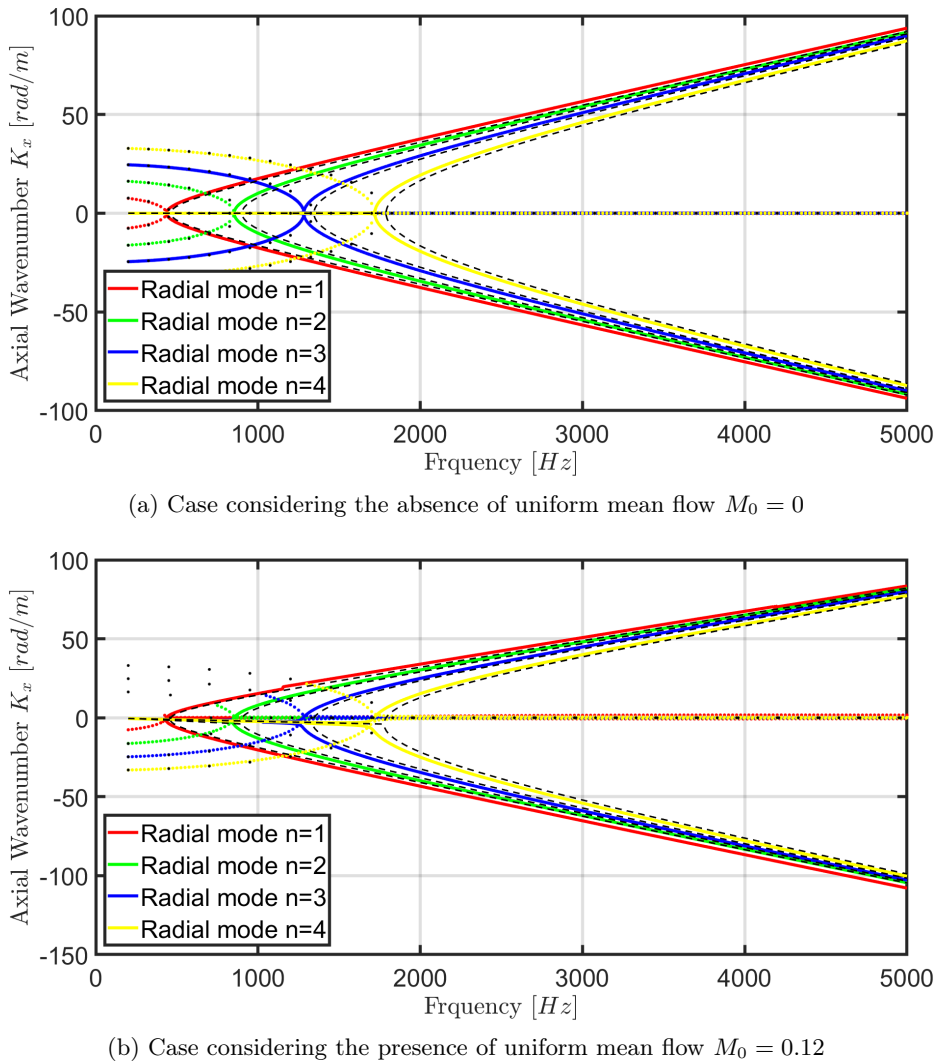 100
50
0
-50
-100
Axial Wavenumber K_x [rad/m]
Radial mode n=1
Radial mode n=2
Radial mode n=3
Radial mode n=4
0 1000 2000 3000 4000 5000
Frquency [Hz]
(a) Case considering the absence of uniform mean flow M_0 = 0
100
50
0
-50
-100
-150
Axial Wavenumber K_x [rad/m]
Radial mode n=1
Radial mode n=2
Radial mode n=3
Radial mode n=4
0 1000 2000 3000 4000 5000
Frquency [Hz]
(b) Case considering the presence of uniform mean flow M_0 = 0.12